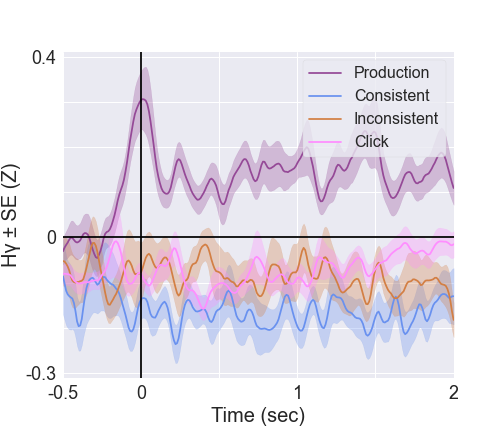 0.4
Production
Consistent
Inconsistent
Click
Hγ ± SE (Z)
0
-0.3
-0.5
0
1
2
Time (sec)